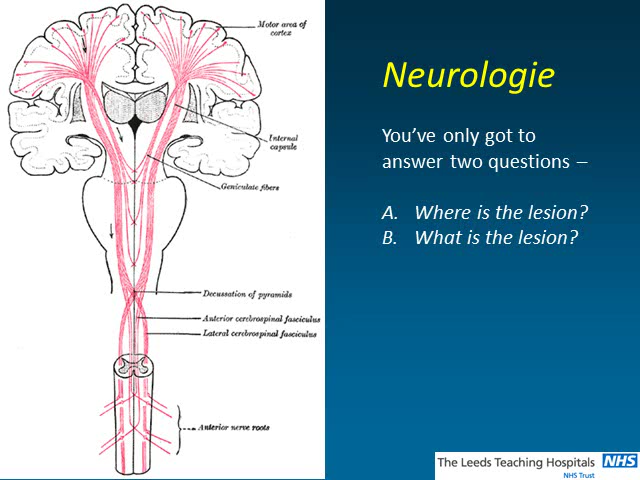 Motor area of
cortex
Internal
capsule
Geniculate fibers
Decussation of pyramids
Anterior cerebrospinal fasciculus
Lateral cerebrospinal fasciculus
Anterior nerve roots
Neurologie
You’ve only got to
answer two questions –
A. Where is the lesion?
B. What is the lesion?
The Leeds Teaching Hospitals NHS
NHS Trust